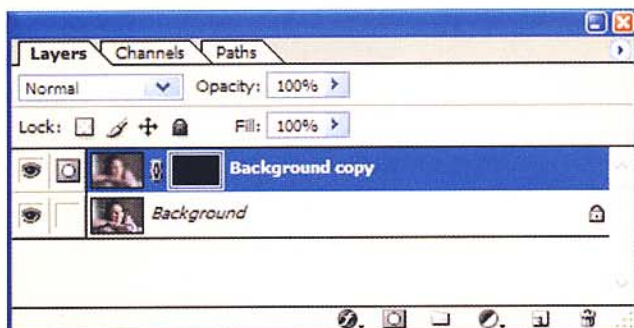 Layers Channels Paths
Normal Opacity: 100%
Lock: Fill: 100%
Background copy
Background